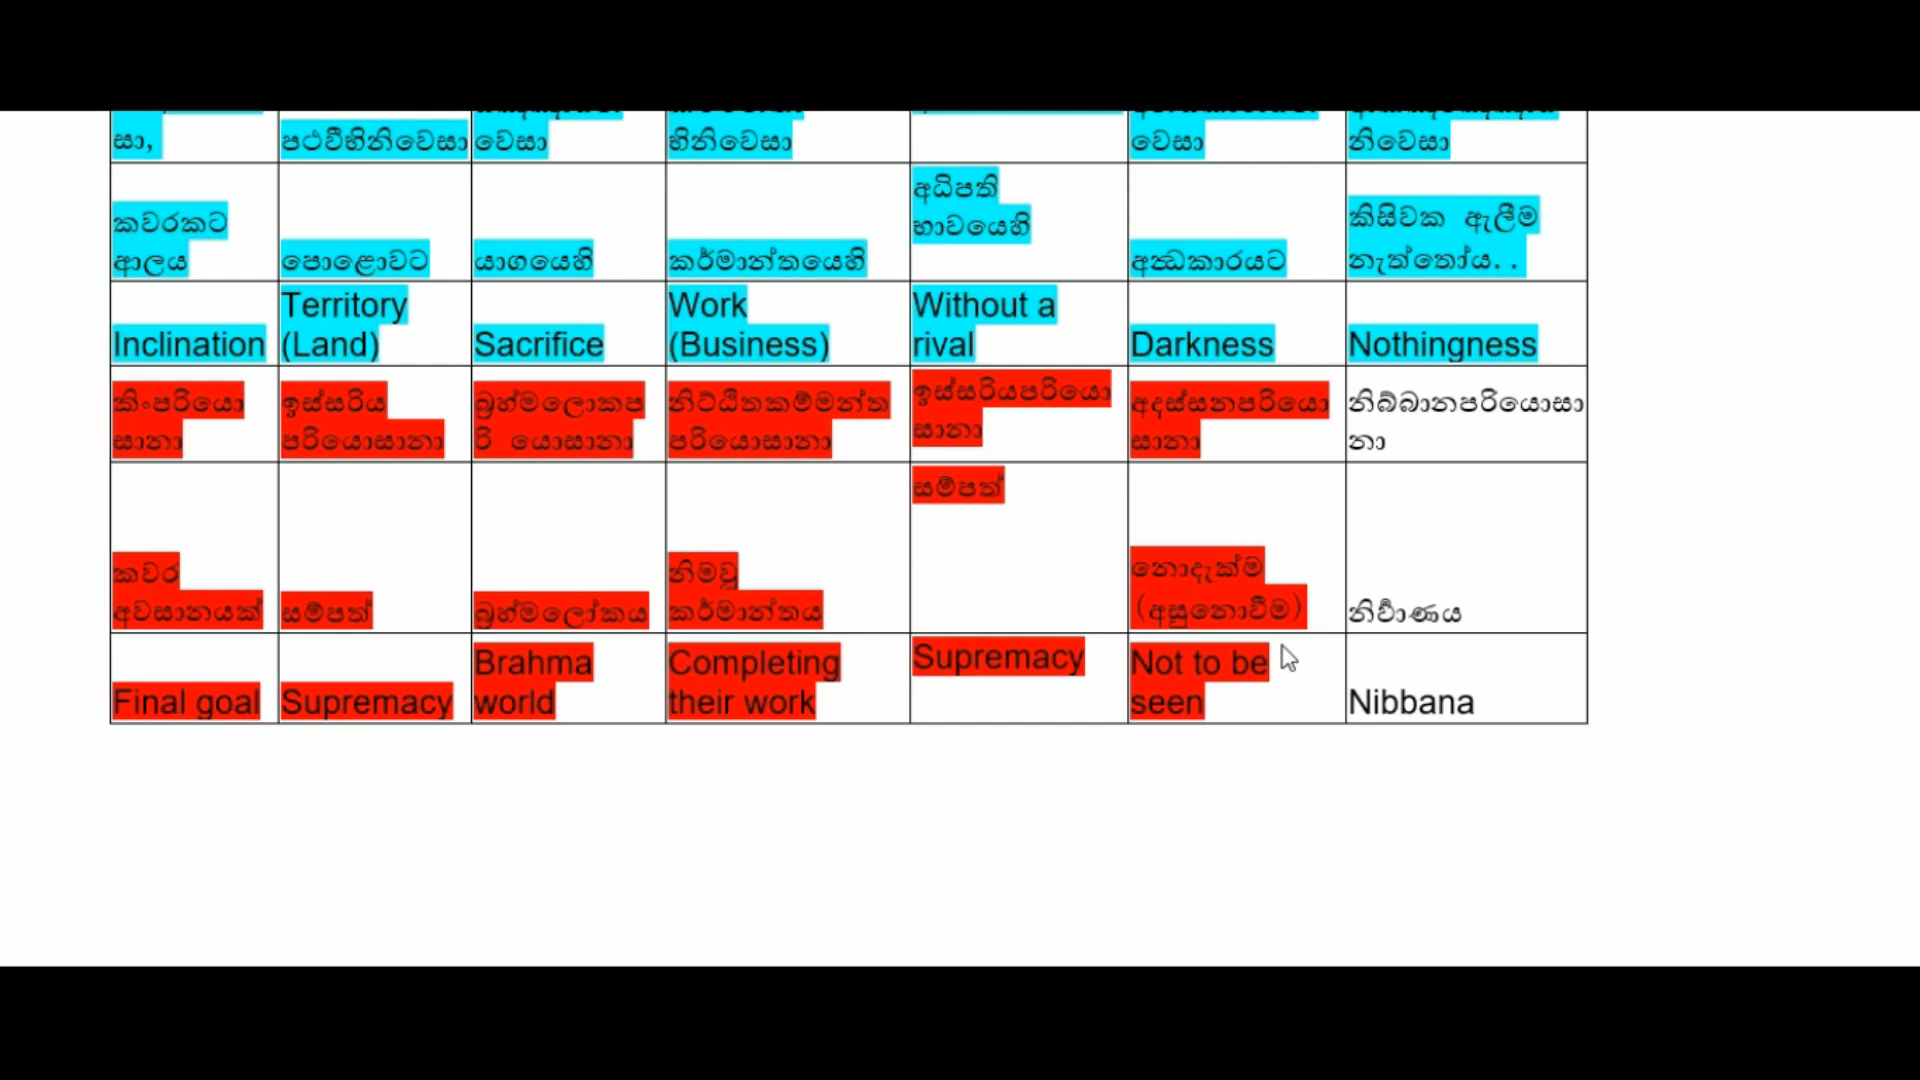 සා,
පථවීභිනිවෙසා
වෙසා
භිනිවෙසා
වෙසා
නිවෙසා
කවරකට
ආලය
පොළොවට
යාගයෙහි
කර්මාන්තයෙහි
අධිපති
භාවයෙහි
අන්ධකාරයට
කිසිවක ඇලීම
නැත්තෝය. .
Inclination
Territory
(Land)
Sacrifice
Work
(Business)
Without a
rival
Darkness
Nothingness
කිංපරියො
සානා
ඉස්සරිය
පරියොසානා
බ්‍රහ්මලොකප
රි යොසානා
නිට්ඨිතකම්මන්ත
පරියොසානා
ඉස්සරියපරියො
සානා
අදස්සනපරියො
සානා
නිබ්බානපරියොසා
නා
කවර
අවසානයක්
සම්පත්
බ්‍රහ්මලෝකය
නිමවූ
කර්මාන්තය
සම්පත්
නොදැක්ම
(අසුනොවීම)
නිර්‍වාණය
Final goal
Supremacy
Brahma
world
Completing
their work
Supremacy
Not to be
seen
Nibbana